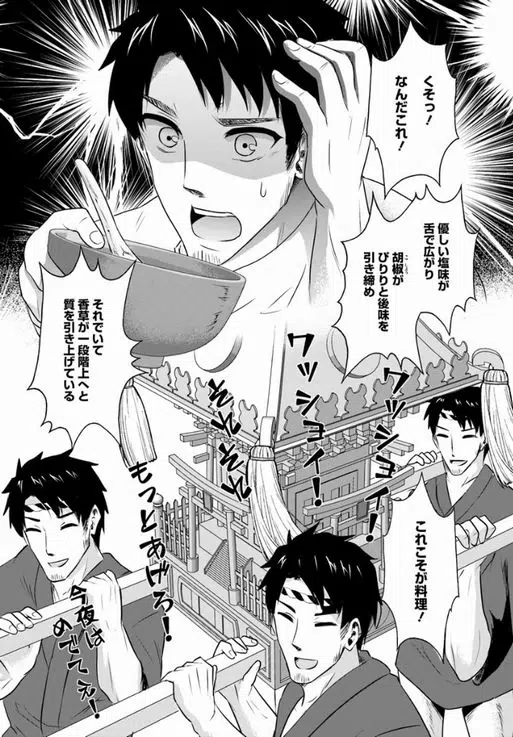 くそっ！
なんだこれ！
優しい塩味が
舌で広がり
胡椒が
こしょう
ぴりりと後味を
引き締め
それでいて
香草が一段階上へと
質を引き上げている
ワッショイ！
ワッショイ！
もっとあげろ！
今夜は
めでてぇ！
これこそが料理！